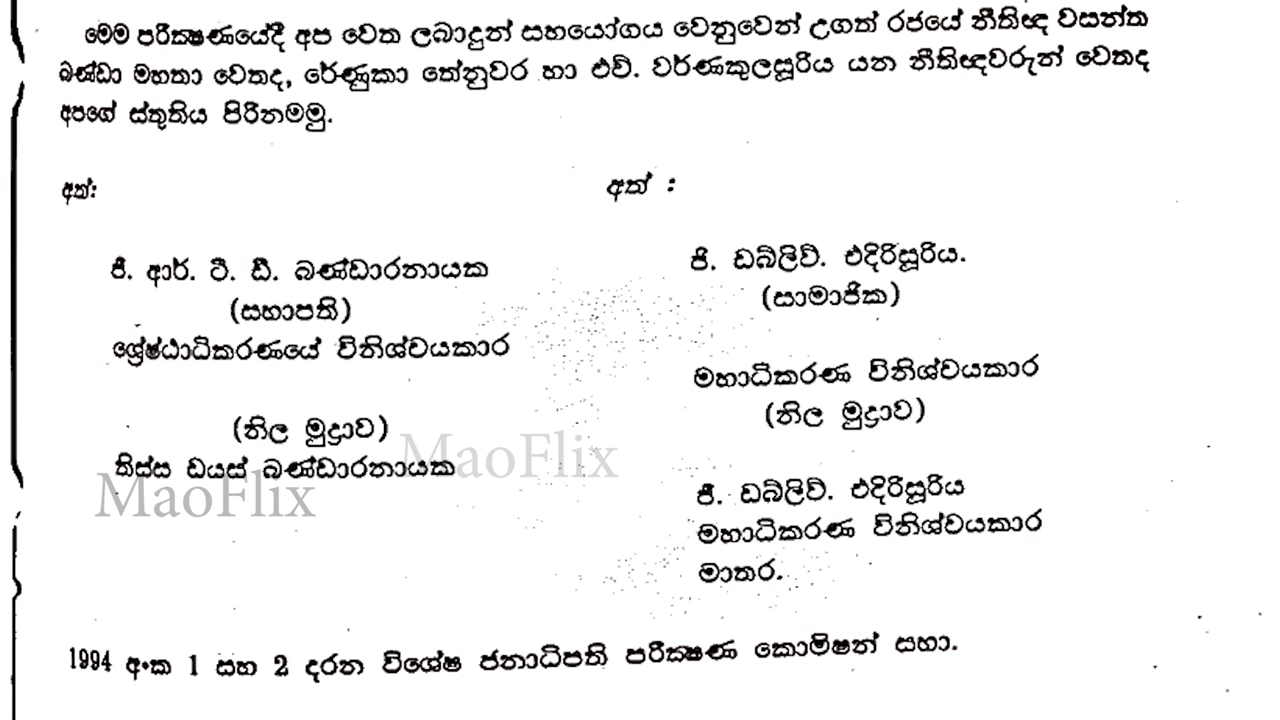 මෙම පරීක්ෂණයේදී අප වෙත ලබාදුන් සහයෝගය වෙනුවෙන් උගත් රජයේ නීතිඥ වසන්ත
බණ්ඩා මහතා වෙතද, රේණුකා තේනුවර හා එච්. වර්ණකුලසූරිය යන නීතිඥවරුන් වෙතද
අපගේ ස්තුතිය පිරිනමමු.
අත්:
අත් :
ජී. ආර්. ටී. ඩී. බණ්ඩාරනායක
(සභාපති)
ශ්‍රේෂ්ඨාධිකරණයේ විනිශ්චයකාර
(නිල මුද්‍රාව)
තිස්ස ඩයස් බණ්ඩාරනායක
ජි. ඩබ්ලිව්. එදිරිසූරිය.
(සාමාජික)
මහාධිකරණ විනිශ්චයකාර
(නිල මුද්‍රාව)
ජී. ඩබ්ලිව්. එදිරිසූරිය
මහාධිකරණ විනිශ්චයකාර
මාතර.
1994 අංක 1 සහ 2 දරන විශේෂ ජනාධිපති පරීක්ෂණ කොමිෂන් සභා.
MaoFlix
MaoFlix